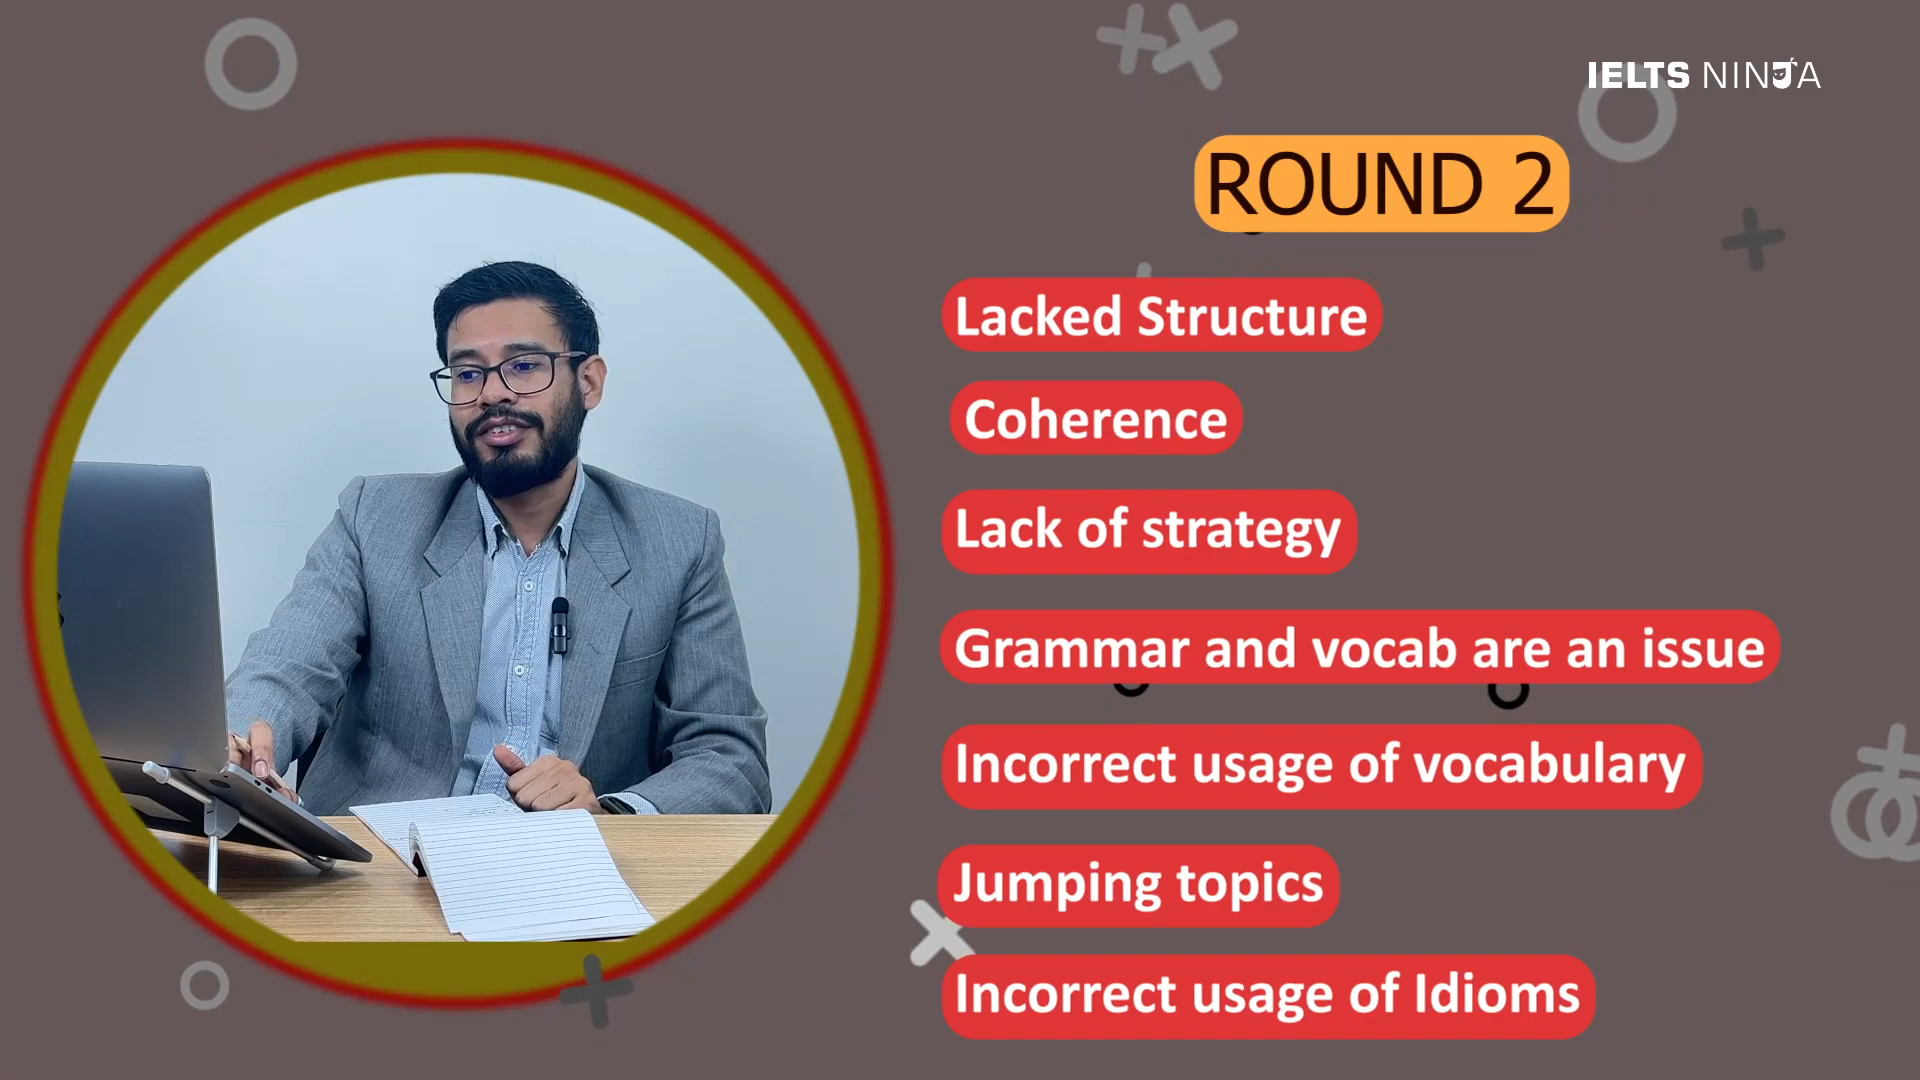 IELTS NINJA
ROUND 2
Lacked Structure
Coherence
Lack of strategy
Grammar and vocab are an issue
Incorrect usage of vocabulary
Jumping topics
Incorrect usage of Idioms